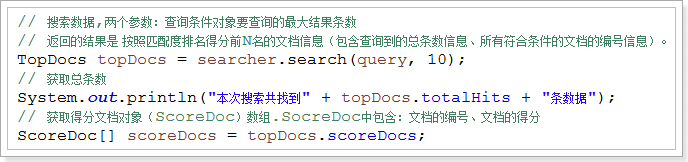 // 搜索数据,两个参数：查询条件对象要查询的最大结果条数
// 返回的结果是 按照匹配度排名得分前N名的文档信息（包含查询到的总条数信息、所有符合条件的文档的编号信息）。
TopDocs topDocs = searcher.search(query, 10);
// 获取总条数
System.out.println("本次搜索共找到" + topDocs.totalHits + "条数据");
// 获取得分文档对象（ScoreDoc）数组.SocreDoc中包含：文档的编号、文档的得分
ScoreDoc[] scoreDocs = topDocs.scoreDocs;